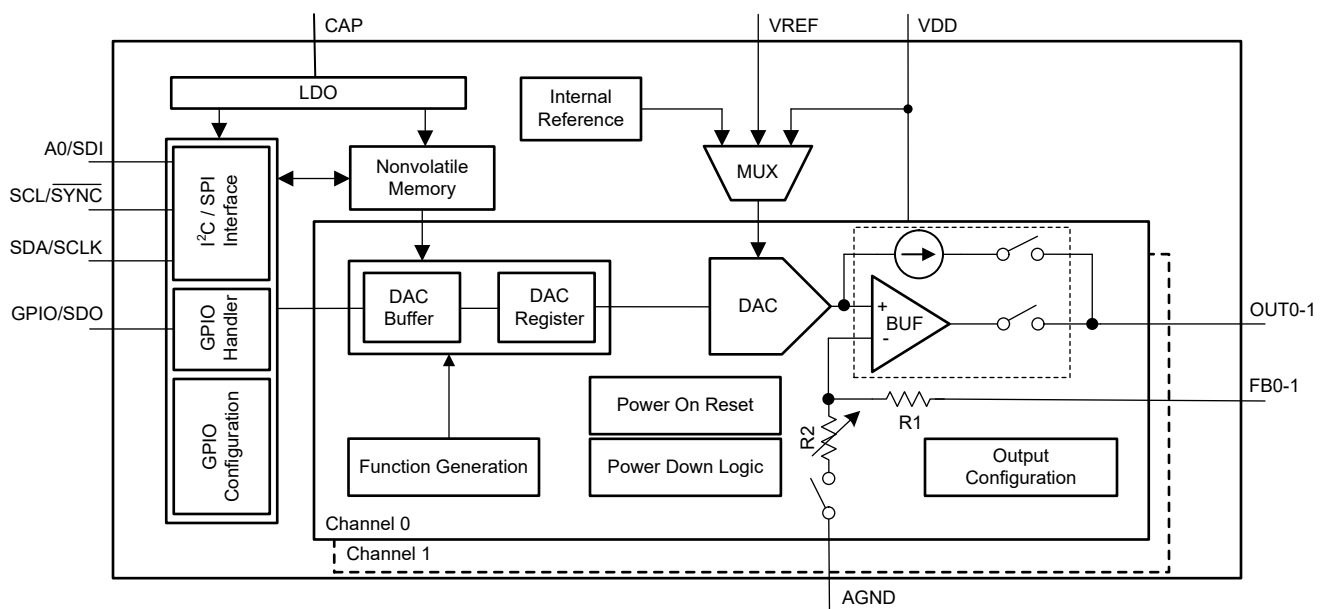 CAP
VREF
VDD
LDO
Internal
Reference
A0/SDI
SCL/SYNC
SDA/SCLK
GPIO/SDO
I²C / SPI
Interface
GPIO
Handler
GPIO
Configuration
Nonvolatile
Memory
MUX
DAC
Buffer
DAC
Register
DAC
+
BUF
-
OUT0-1
FB0-1
R1
R2
Function Generation
Power On Reset
Power Down Logic
Output
Configuration
Channel 0
Channel 1
AGND